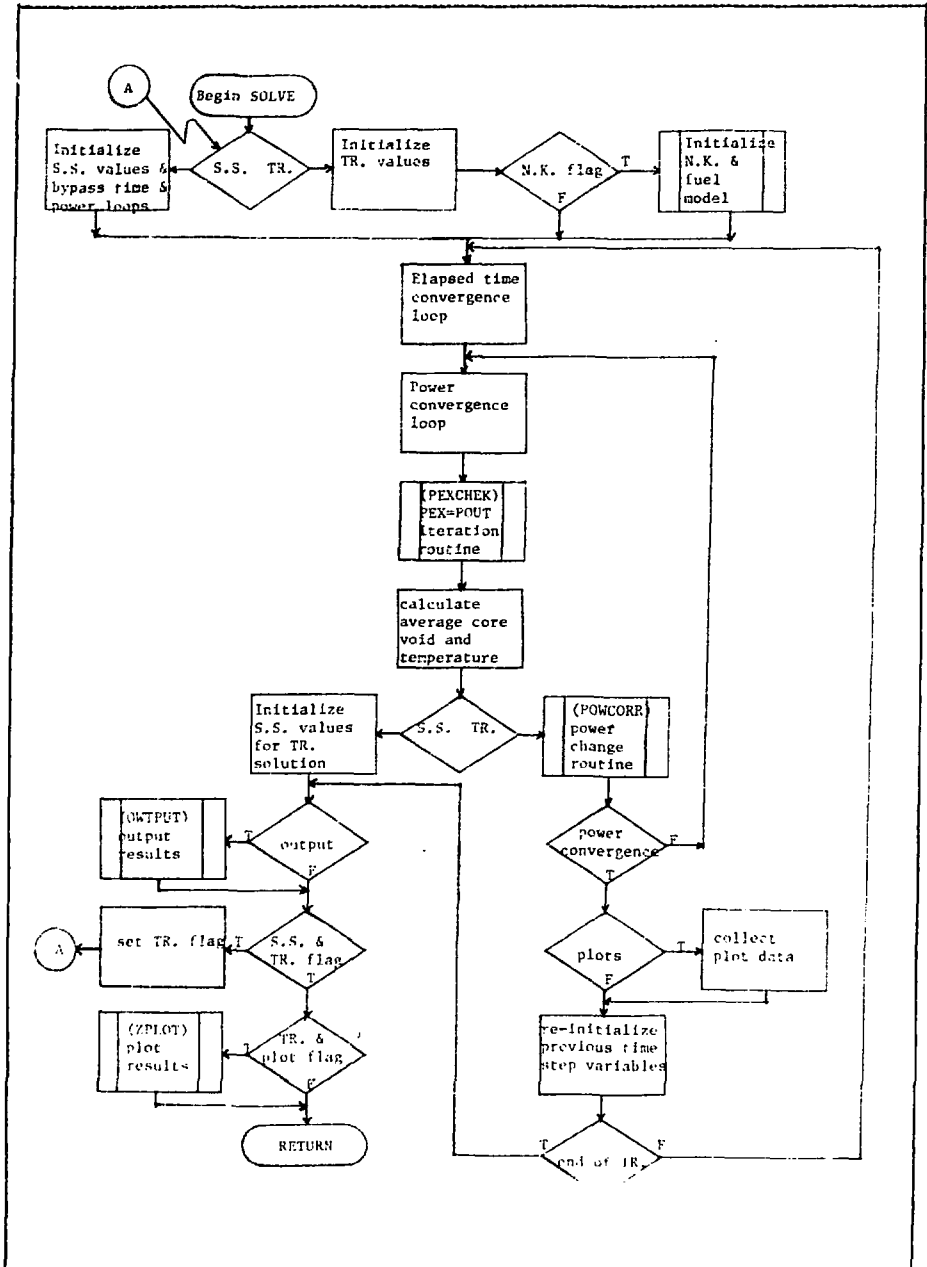 A
Begin SOLVE
Initialize
S.S. values &
bypass time &
power loops
S.S. TR.
Initialize
TR. values
N.K. flag
T
F
Initialize
N.K. &
fuel
model
Elapsed time
convergence
loop
Power
convergence
loop
(PEXCHEK)
PEX=POUT
iteration
routine
calculate
average core
void and
temperature
Initialize
S.S. values
for TR.
solution
S.S. TR.
(POWCORR)
power
change
routine
(OWTPUT)
output
results
T
output
F
power
convergence
F
T
A
set TR. flag
T
S.S. &
TR. flag
T
plots
T
F
collect
plot data
(ZPLOT)
plot
results
T
TR. &
plot flag
F
re-initialize
previous time
step variables
RETURN
T
end of TR.
F